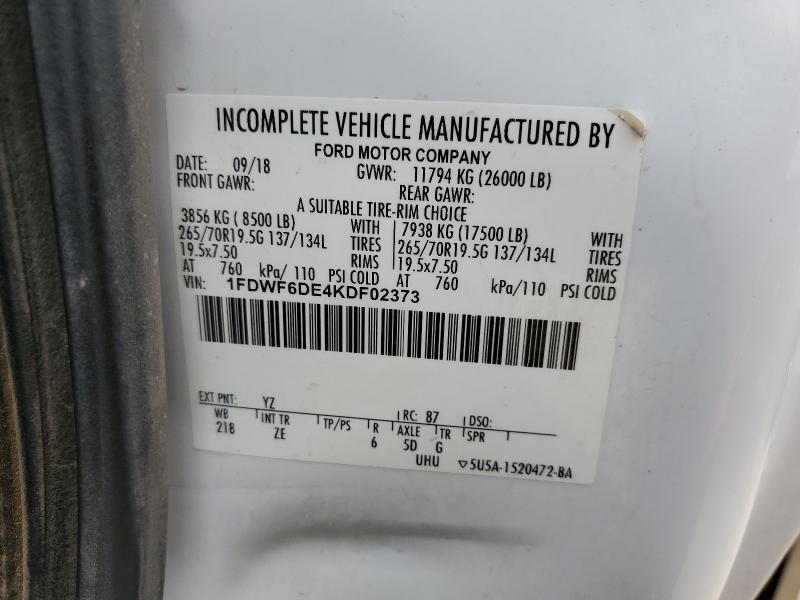 INCOMPLETE VEHICLE MANUFACTURED BY
FORD MOTOR COMPANY
DATE: 09/18 GVWR: 11794 KG (26000 LB)
FRONT GAWR: REAR GAWR:
A SUITABLE TIRE-RIM CHOICE
3856 KG ( 8500 LB) WITH 7938 KG (17500 LB) WITH
265/70R19.5G 137/134L TIRES 265/70R19.5G 137/134L TIRES
19.5x7.50 RIMS 19.5x7.50 RIMS
AT 760 kPa/ 110 PSI COLD AT 760 kPa/110 PSI COLD
VIN: 1FDWF6DE4KDF02373
EXT PNT: YZ RC: 87 DSO:
WB INT TR TP/PS R AXLE TR SPR
218 ZE 6 5D G
UHU ▽5U5A-1520472-BA